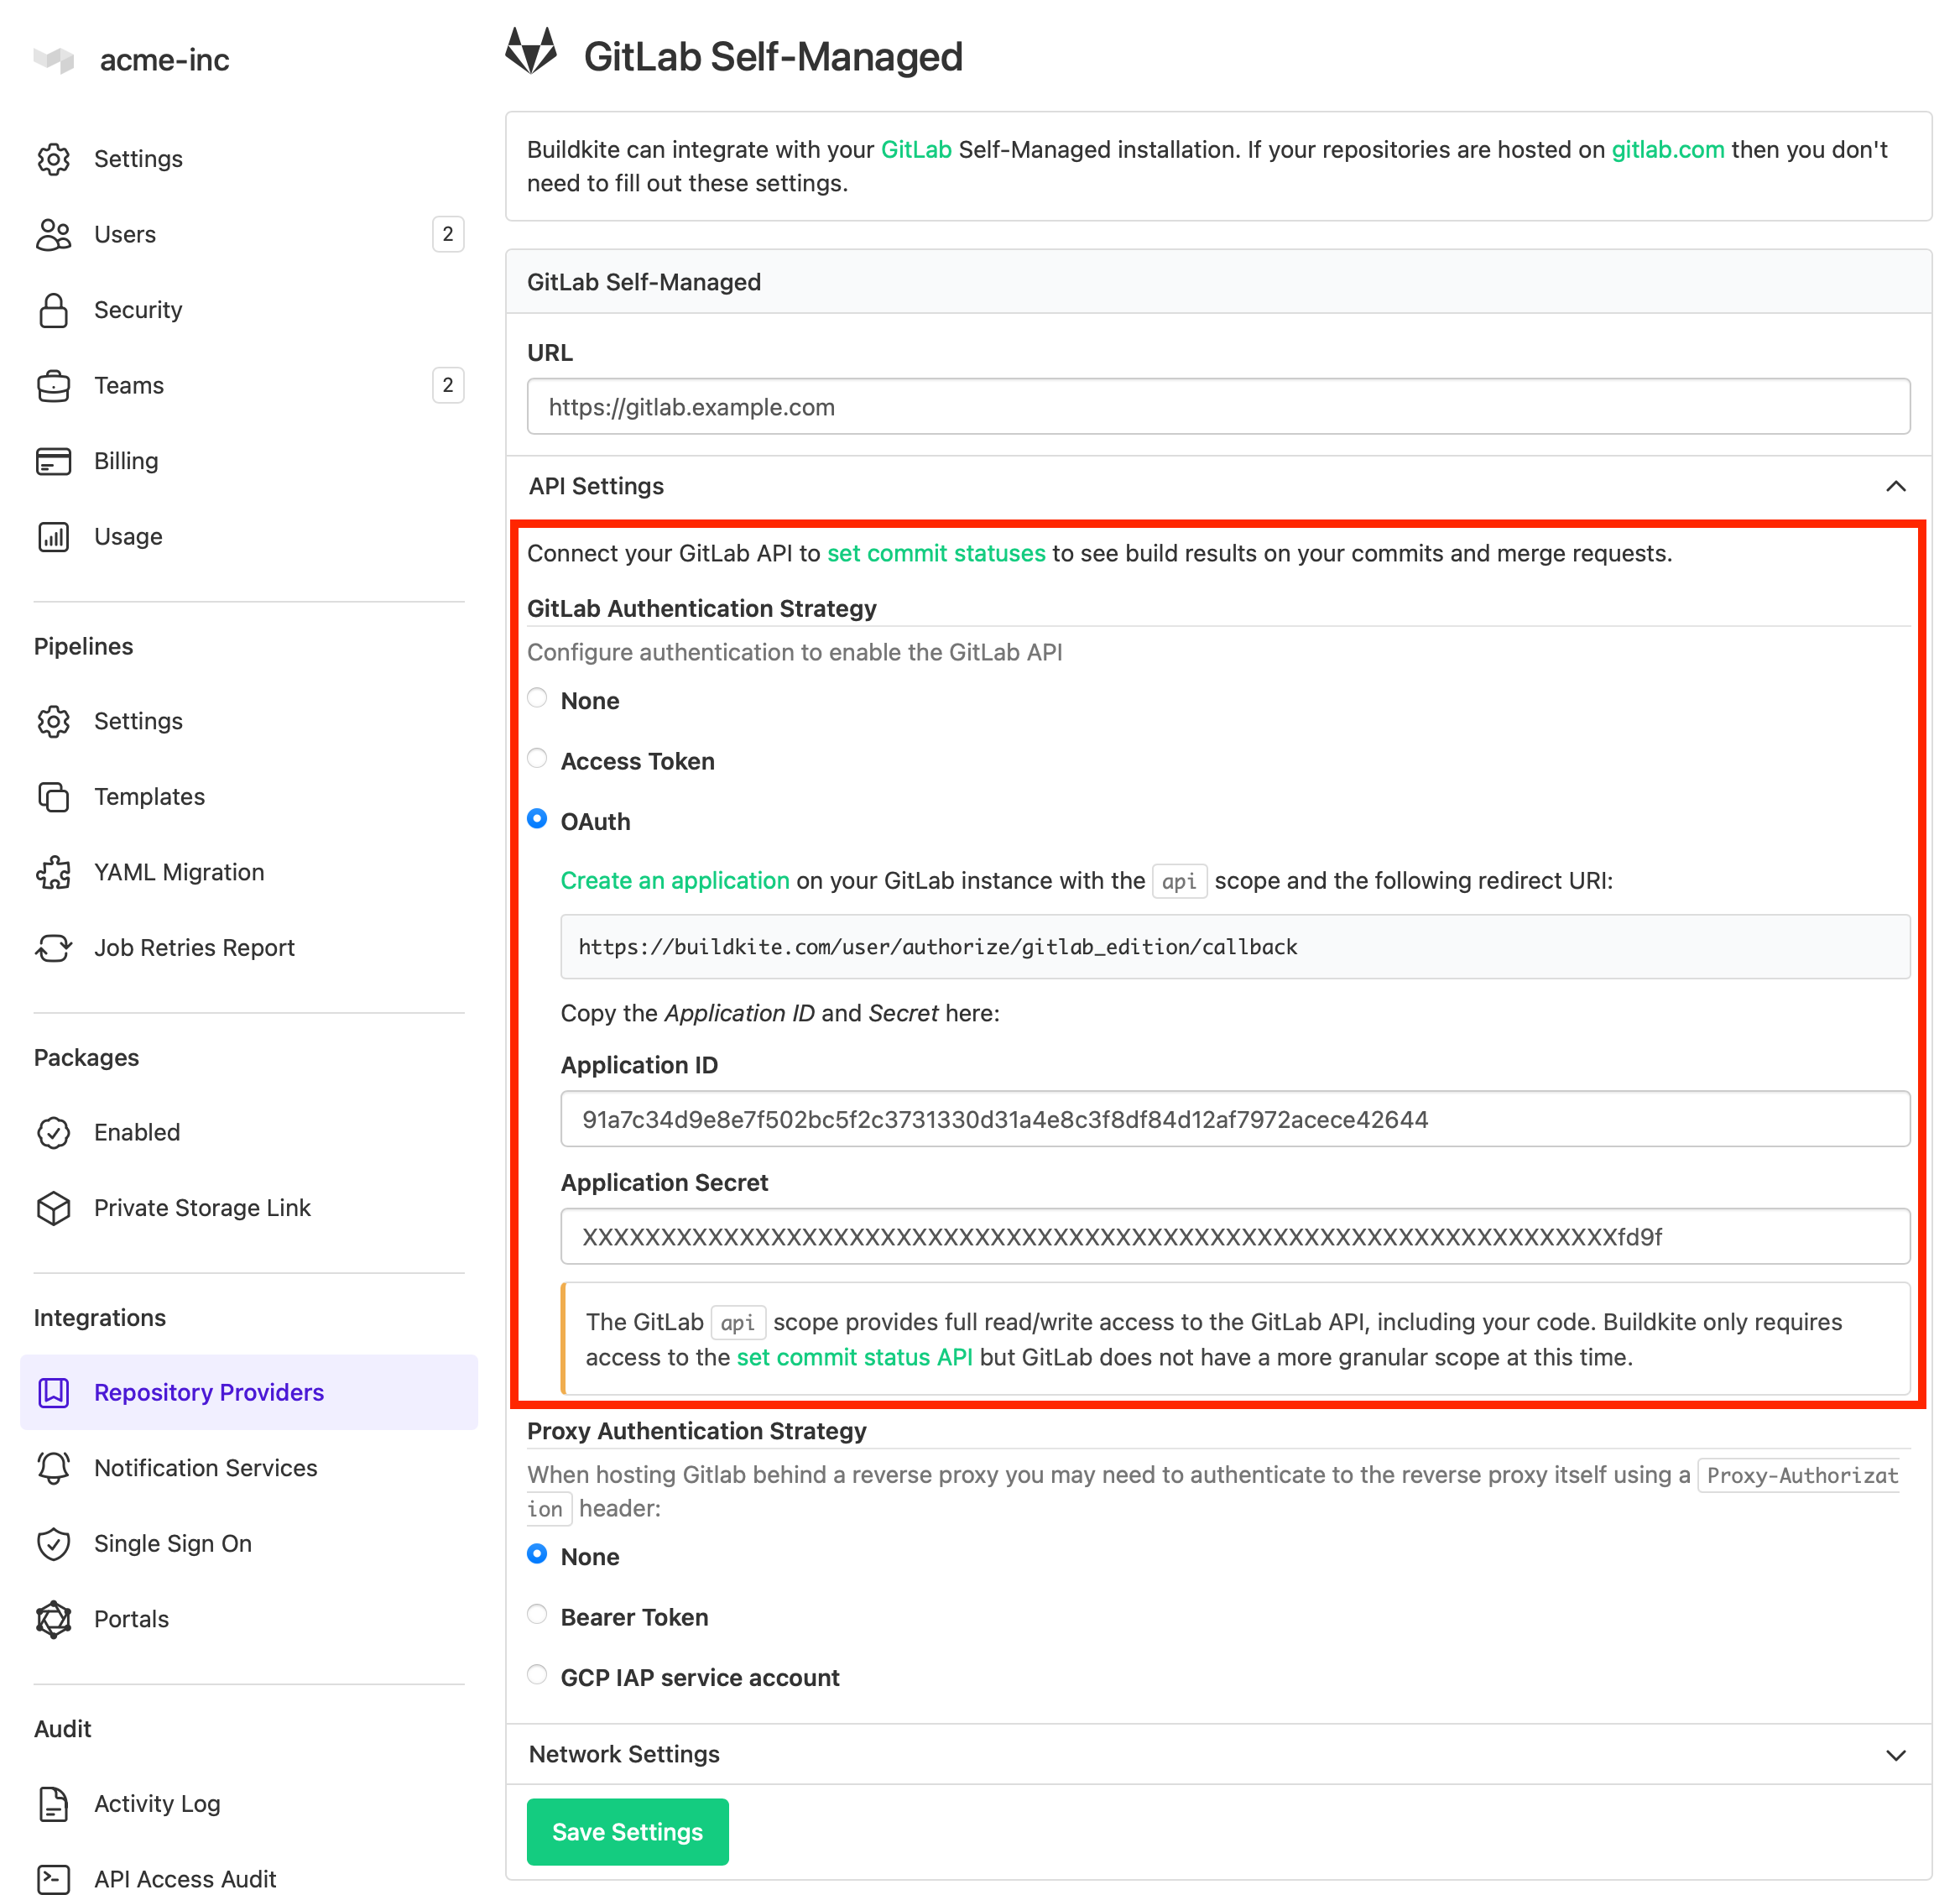 acme-inc
Settings
Users
2
Security
Teams
2
Billing
Usage
Pipelines
Settings
Templates
YAML Migration
Job Retries Report
Packages
Enabled
Private Storage Link
Integrations
Repository Providers
Notification Services
Single Sign On
Portals
Audit
Activity Log
API Access Audit
GitLab Self-Managed
Buildkite can integrate with your GitLab Self-Managed installation. If your repositories are hosted on gitlab.com then you don't
need to fill out these settings.
GitLab Self-Managed
URL
https://gitlab.example.com
API Settings
Connect your GitLab API to set commit statuses to see build results on your commits and merge requests.
GitLab Authentication Strategy
Configure authentication to enable the GitLab API
None
Access Token
OAuth
Create an application on your GitLab instance with the api scope and the following redirect URI:
https://buildkite.com/user/authorize/gitlab_edition/callback
Copy the Application ID and Secret here:
Application ID
91a7c34d9e8e7f502bc5f2c3731330d31a4e8c3f8df84d12af7972acece42644
Application Secret
XXXXXXXXXXXXXXXXXXXXXXXXXXXXXXXXXXXXXXXXXXXXXXXXXXXXXXXXXXXXXXXXXXfd9f
The GitLab api scope provides full read/write access to the GitLab API, including your code. Buildkite only requires
access to the set commit status API but GitLab does not have a more granular scope at this time.
Proxy Authentication Strategy
When hosting Gitlab behind a reverse proxy you may need to authenticate to the reverse proxy itself using a Proxy-Authorizat
ion header:
None
Bearer Token
GCP IAP service account
Network Settings
Save Settings